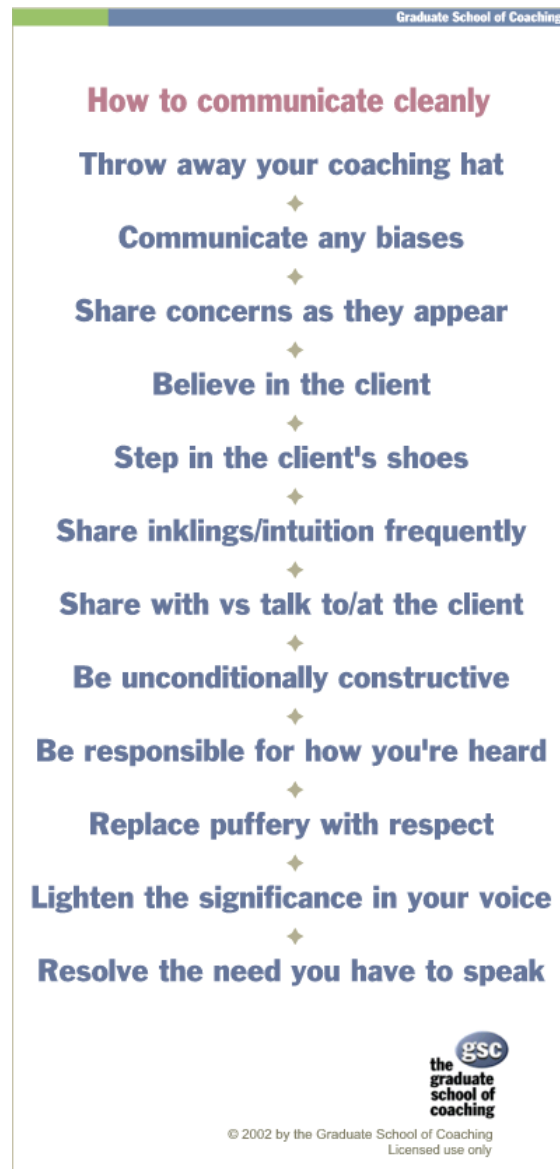 Graduate School of Coaching
How to communicate cleanly
Throw away your coaching hat
Communicate any biases
Share concerns as they appear
Believe in the client
Step in the client's shoes
Share inklings/intuition frequently
Share with vs talk to/at the client
Be unconditionally constructive
Be responsible for how you're heard
Replace puffery with respect
Lighten the significance in your voice
Resolve the need you have to speak
gsc
the
graduate
school of
coaching
© 2002 by the Graduate School of Coaching
Licensed use only